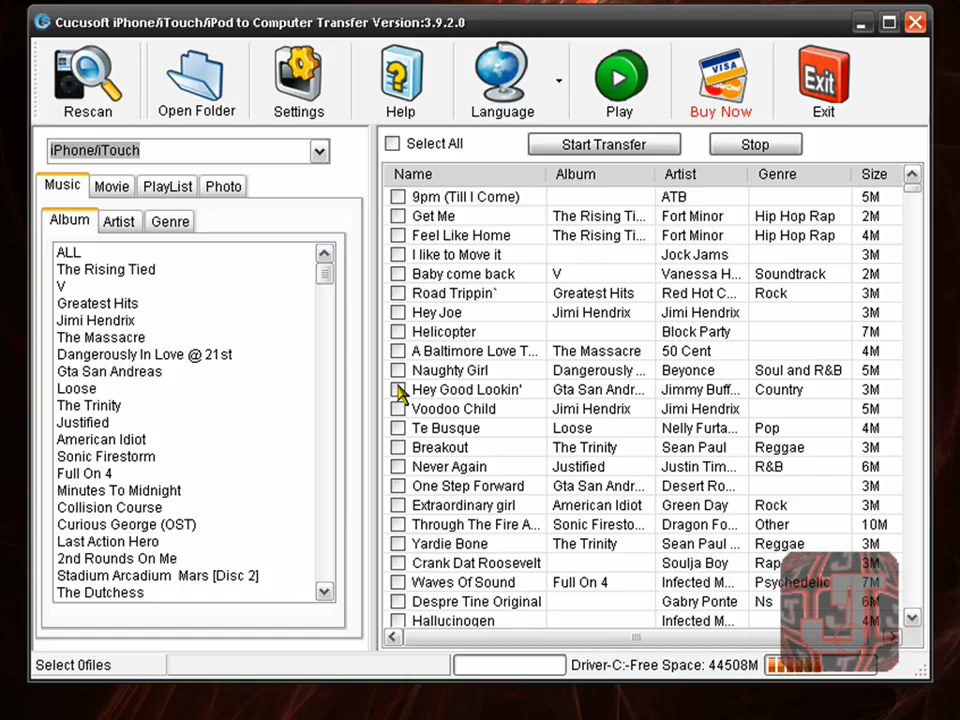 Cucusoft iPhone/iTouch/iPod to Computer Transfer Version:3.9.2.0
Rescan Open Folder Settings Help Language Play Buy Now Exit
VISA
MasterCard
Exit
iPhone/iTouch
Select All Start Transfer Stop
Music Movie PlayList Photo
Album Artist Genre
ALL
The Rising Tied
V
Greatest Hits
Jimi Hendrix
The Massacre
Dangerously In Love @ 21st
Gta San Andreas
Loose
The Trinity
Justified
American Idiot
Sonic Firestorm
Full On 4
Minutes To Midnight
Collision Course
Curious George (OST)
Last Action Hero
2nd Rounds On Me
Stadium Arcadium Mars [Disc 2]
The Dutchess
Name Album Artist Genre Size
9pm (Till I Come) ATB 5M
Get Me The Rising Ti... Fort Minor Hip Hop Rap 2M
Feel Like Home The Rising Ti... Fort Minor Hip Hop Rap 4M
I like to Move it Jock Jams 3M
Baby come back V Vanessa H... Soundtrack 2M
Road Trippin` Greatest Hits Red Hot C... Rock 3M
Hey Joe Jimi Hendrix Jimi Hendrix 3M
Helicopter Block Party 7M
A Baltimore Love T... The Massacre 50 Cent 4M
Naughty Girl Dangerously ... Beyonce Soul and R&B 5M
Hey Good Lookin' Gta San Andr... Jimmy Buff... Country 3M
Voodoo Child Jimi Hendrix Jimi Hendrix 5M
Te Busque Loose Nelly Furta... Pop 4M
Breakout The Trinity Sean Paul Reggae 3M
Never Again Justified Justin Tim... R&B 6M
One Step Forward Gta San Andr... Desert Ro... 3M
Extraordinary girl American Idiot Green Day Rock 3M
Through The Fire A... Sonic Firesto... Dragon Fo... Other 10M
Yardie Bone The Trinity Sean Paul ... Reggae 3M
Crank Dat Roosevelt Soulja Boy Rap 3M
Waves Of Sound Full On 4 Infected M... Psychedelic 7M
Despre Tine Original Gabry Ponte Ns 6M
Hallucinogen Infected M... 4M
Select 0files Driver-C:-Free Space: 44508M